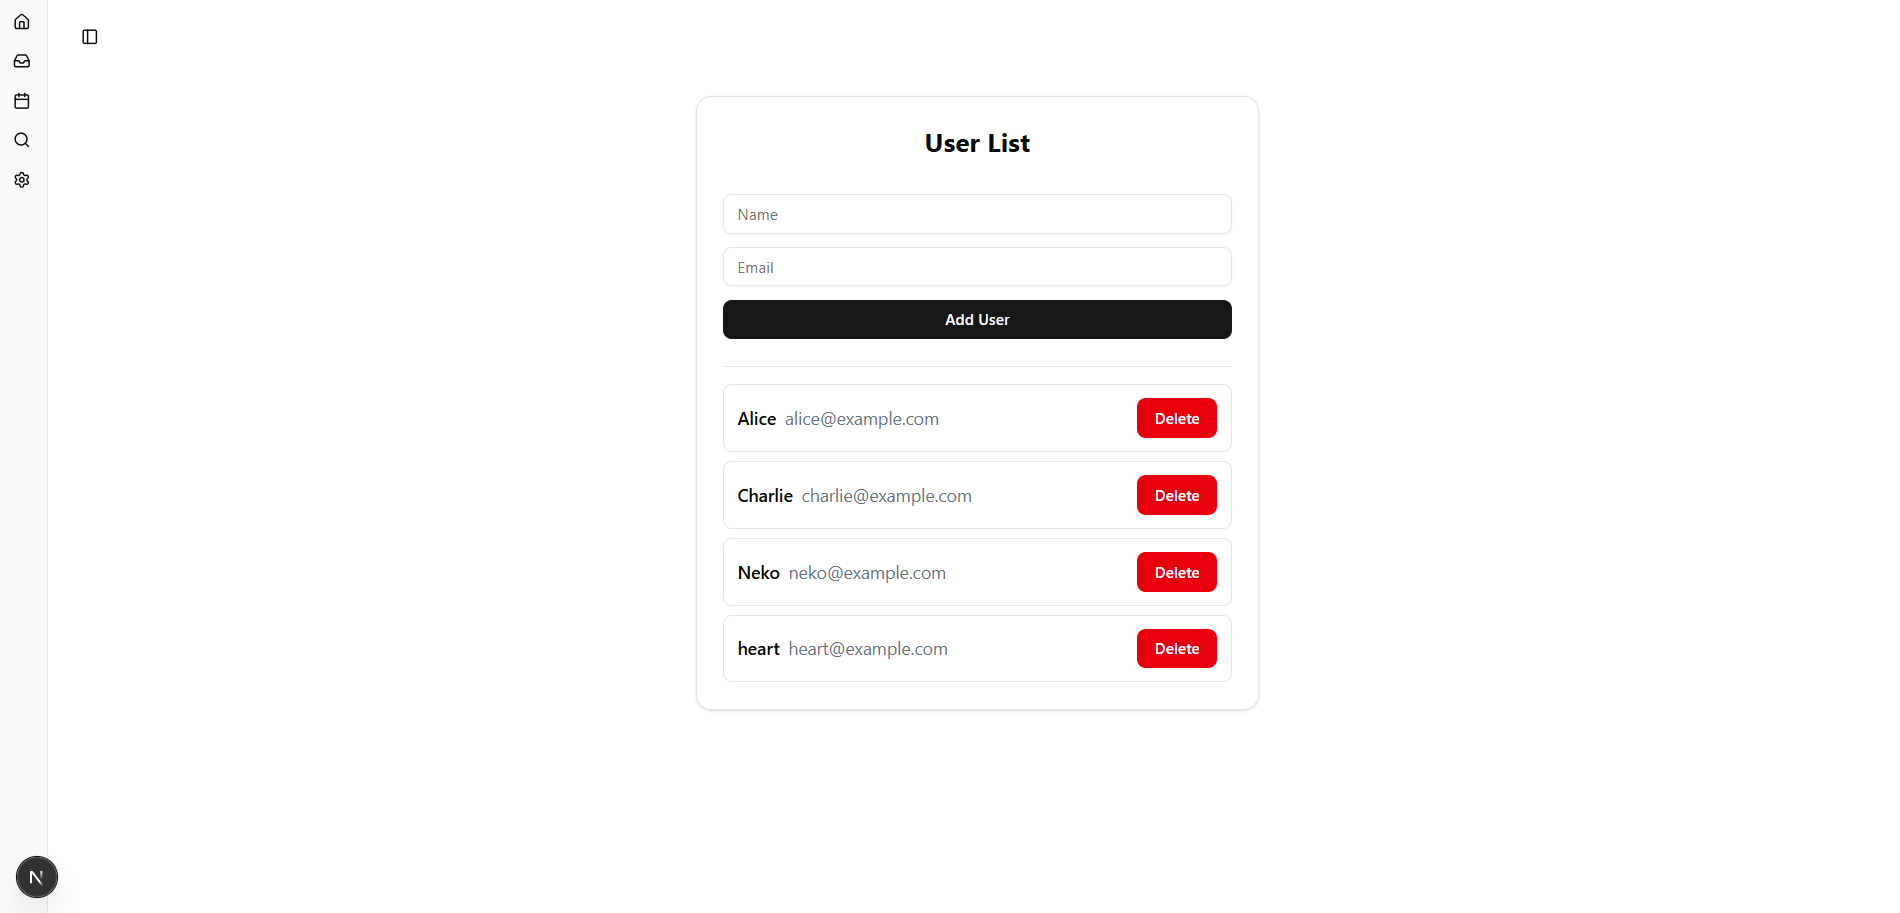 User List
Name
Email
Add User
Alice alice@example.com Delete
Charlie charlie@example.com Delete
Neko neko@example.com Delete
heart heart@example.com Delete
N